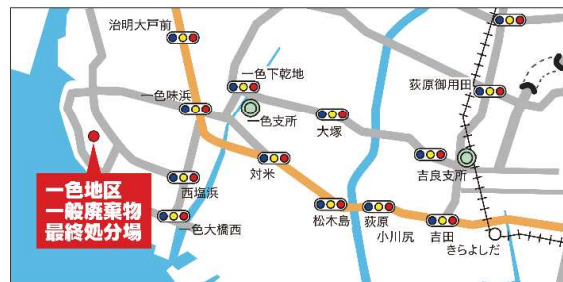 治明大戸前
一色下乾地
荻原御用田
一色味浜
一色支所
大塚
吉良支所
対米
西塩浜
一色地区
一般廃棄物
最終処分場
一色大橋西
松木島
荻原
小川尻
吉田
きらよしだ